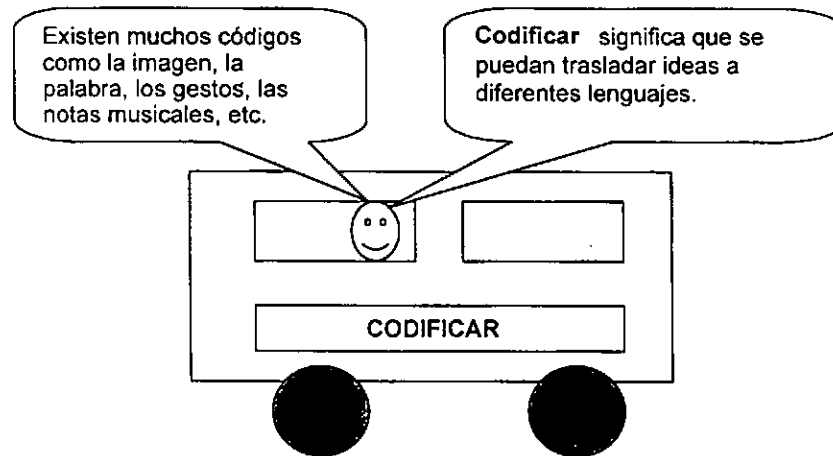 Existen muchos códigos
como la imagen, la
palabra, los gestos, las
notas musicales, etc.
Codificar significa que se
puedan trasladar ideas a
diferentes lenguajes.
CODIFICAR